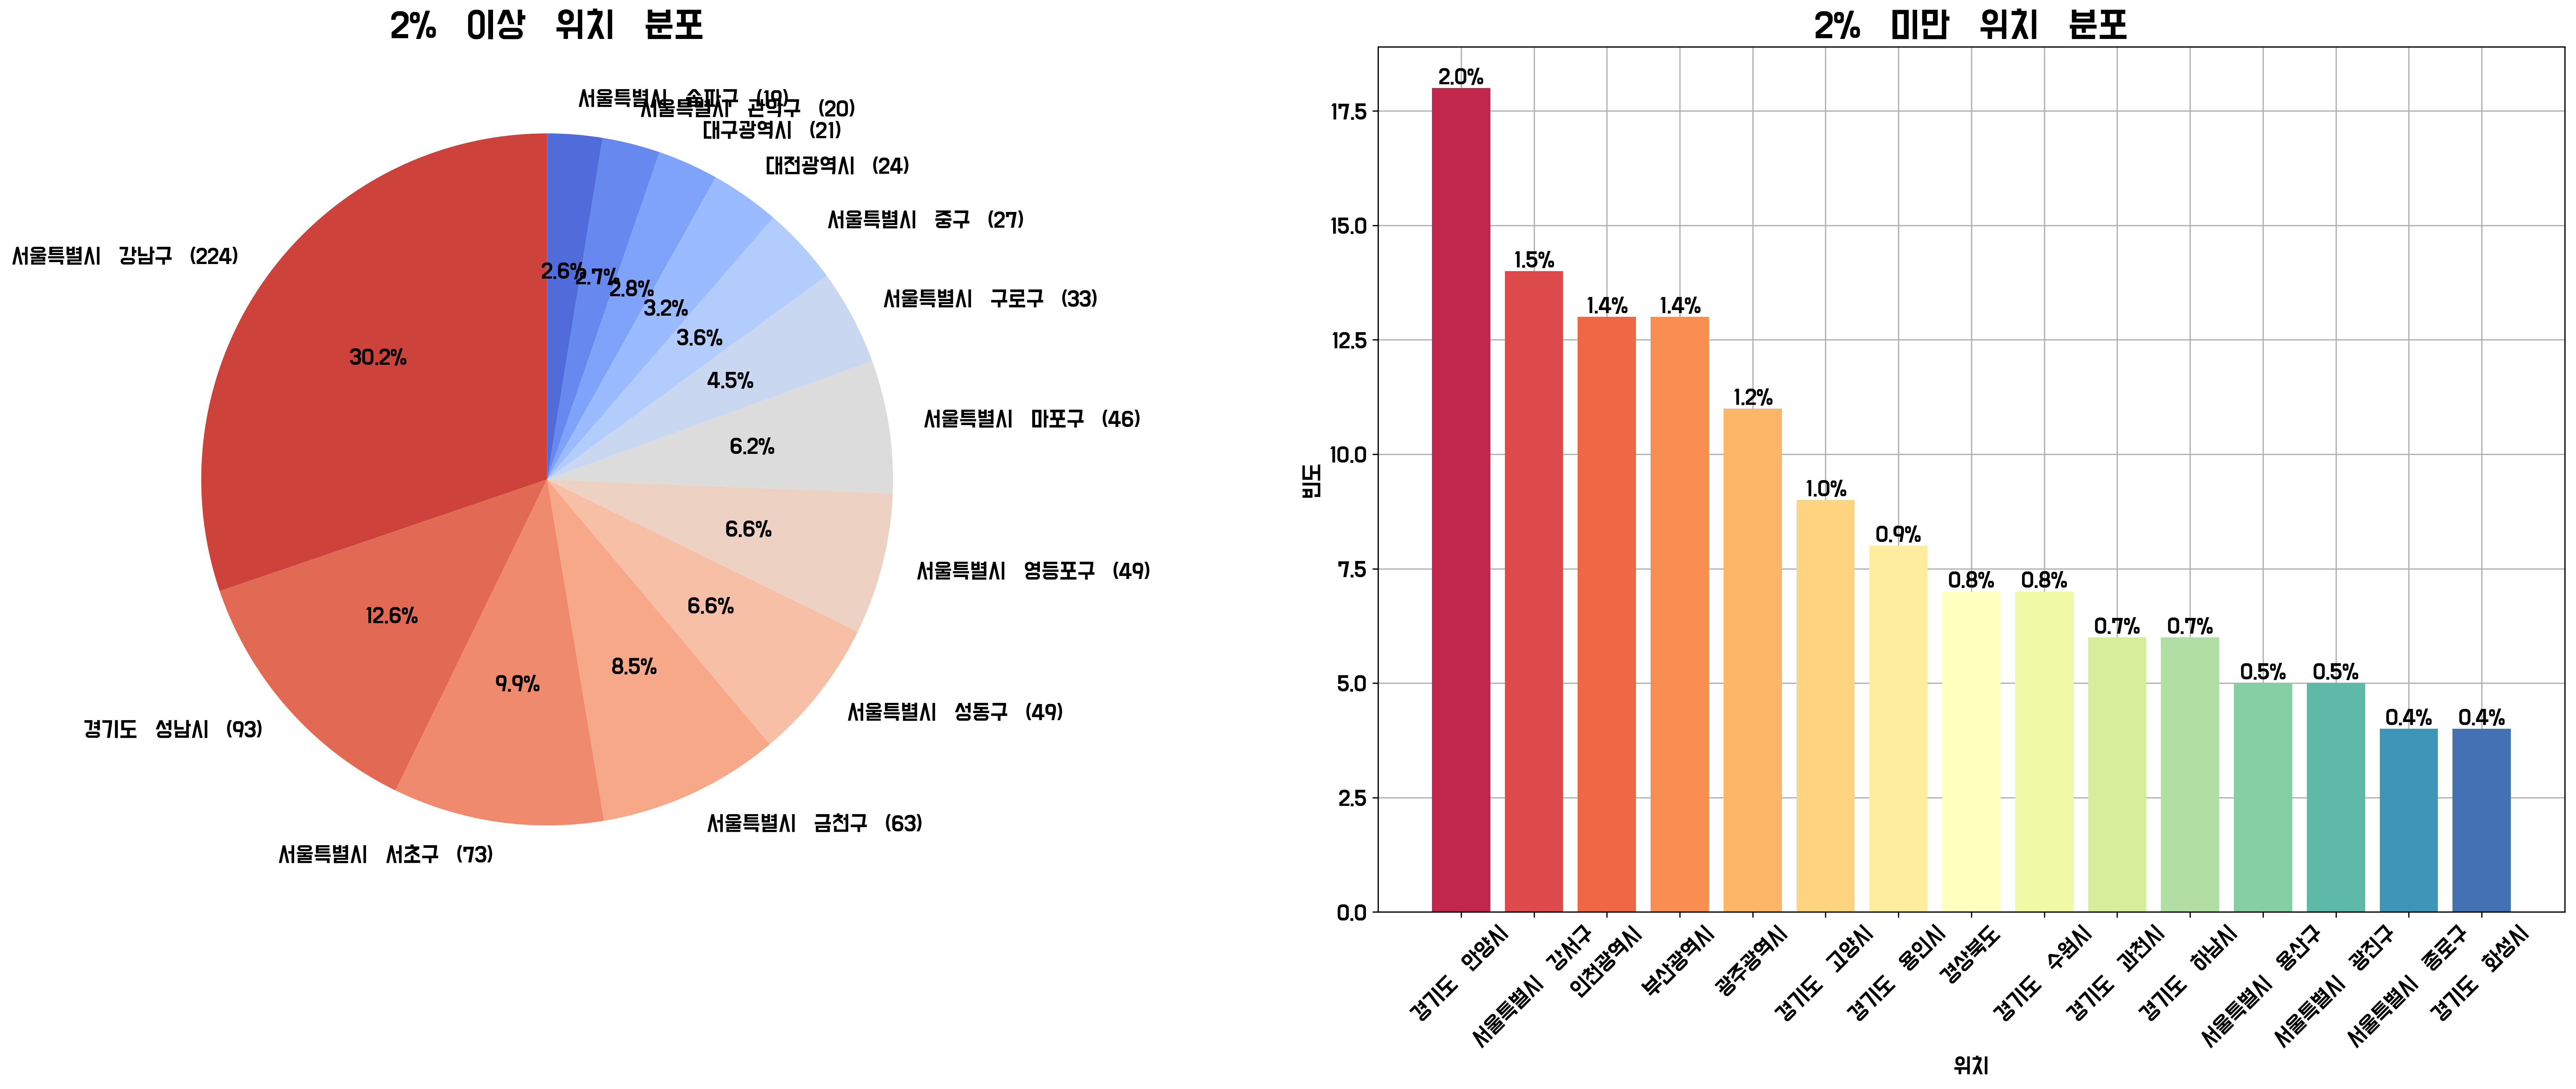 2% 이상 위치 분포
서울특별시 송파구 (19)
서울특별시 관악구 (20)
대구광역시 (21)
대전광역시 (24)
서울특별시 중구 (27)
서울특별시 강남구 (224)
서울특별시 구로구 (33)
서울특별시 마포구 (46)
서울특별시 영등포구 (49)
서울특별시 성동구 (49)
경기도 성남시 (93)
서울특별시 금천구 (63)
서울특별시 서초구 (73)
2.6%
2.7%
2.8%
3.2%
3.6%
30.2%
4.5%
6.2%
6.6%
6.6%
12.6%
8.5%
9.9%
2% 미만 위치 분포
2.0%
1.5%
1.4%
1.4%
1.2%
1.0%
0.9%
0.8%
0.8%
0.7%
0.7%
0.5%
0.5%
0.4%
0.4%
17.5
15.0
12.5
10.0
7.5
5.0
2.5
0.0
빈도
경기도 안양시
서울특별시 강서구
인천광역시
부산광역시
광주광역시
경기도 고양시
경기도 용인시
경상북도
경기도 수원시
경기도 과천시
경기도 하남시
서울특별시 용산구
서울특별시 광진구
서울특별시 종로구
경기도 화성시
위치